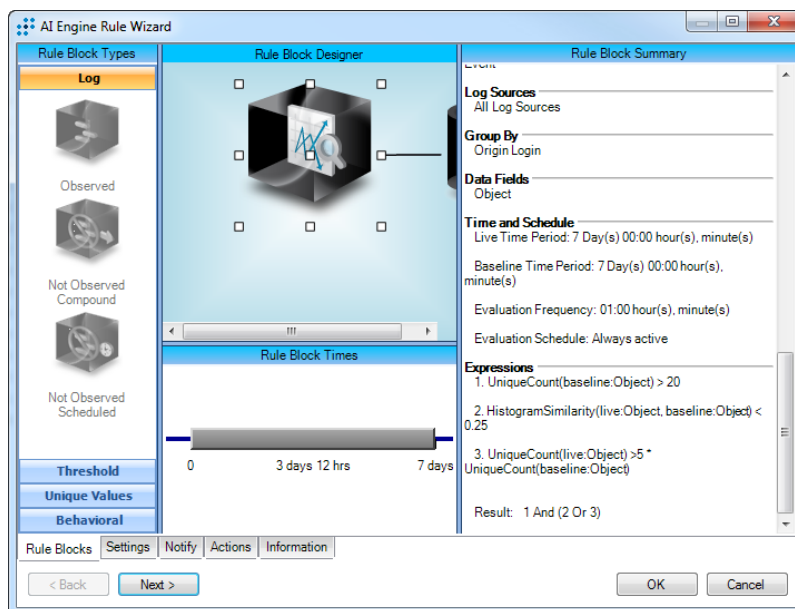 AI Engine Rule Wizard
Rule Block Types
Log
Observed
Not Observed
Compound
Not Observed
Scheduled
Threshold
Unique Values
Behavioral
Rule Block Designer
Rule Block Times
0
3 days 12 hrs
7 days
Rule Block Summary
Event
Log Sources
All Log Sources
Group By
Origin Login
Data Fields
Object
Time and Schedule
Live Time Period: 7 Day(s) 00:00 hour(s), minute(s)
Baseline Time Period: 7 Day(s) 00:00 hour(s),
minute(s)
Evaluation Frequency: 01:00 hour(s), minute(s)
Evaluation Schedule: Always active
Expressions
1. UniqueCount(baseline:Object) > 20
2. HistogramSimilarity(live:Object, baseline:Object) <
0.25
3. UniqueCount(live:Object) >5 *
UniqueCount(baseline:Object)
Result: 1 And (2 Or 3)
Rule Blocks
Settings
Notify
Actions
Information
< Back
Next >
OK
Cancel